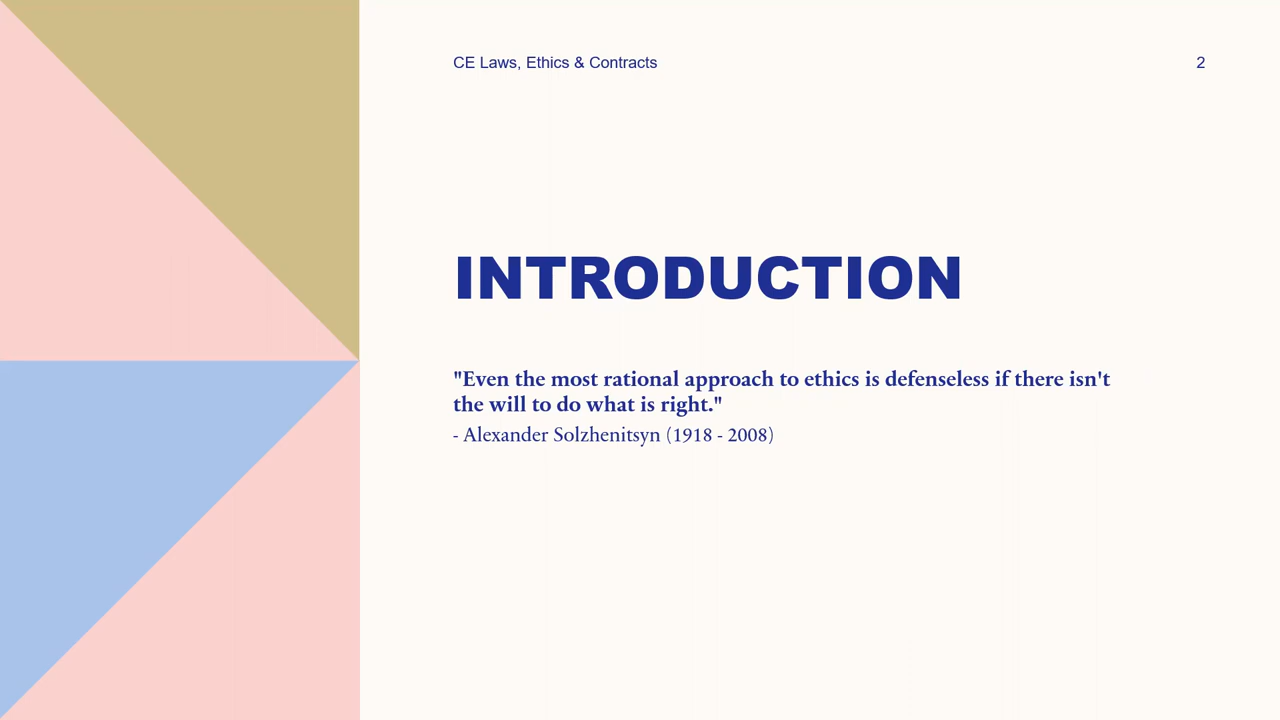 CE Laws, Ethics & Contracts
2
INTRODUCTION
"Even the most rational approach to ethics is defenseless if there isn't
the will to do what is right."
- Alexander Solzhenitsyn (1918 - 2008)